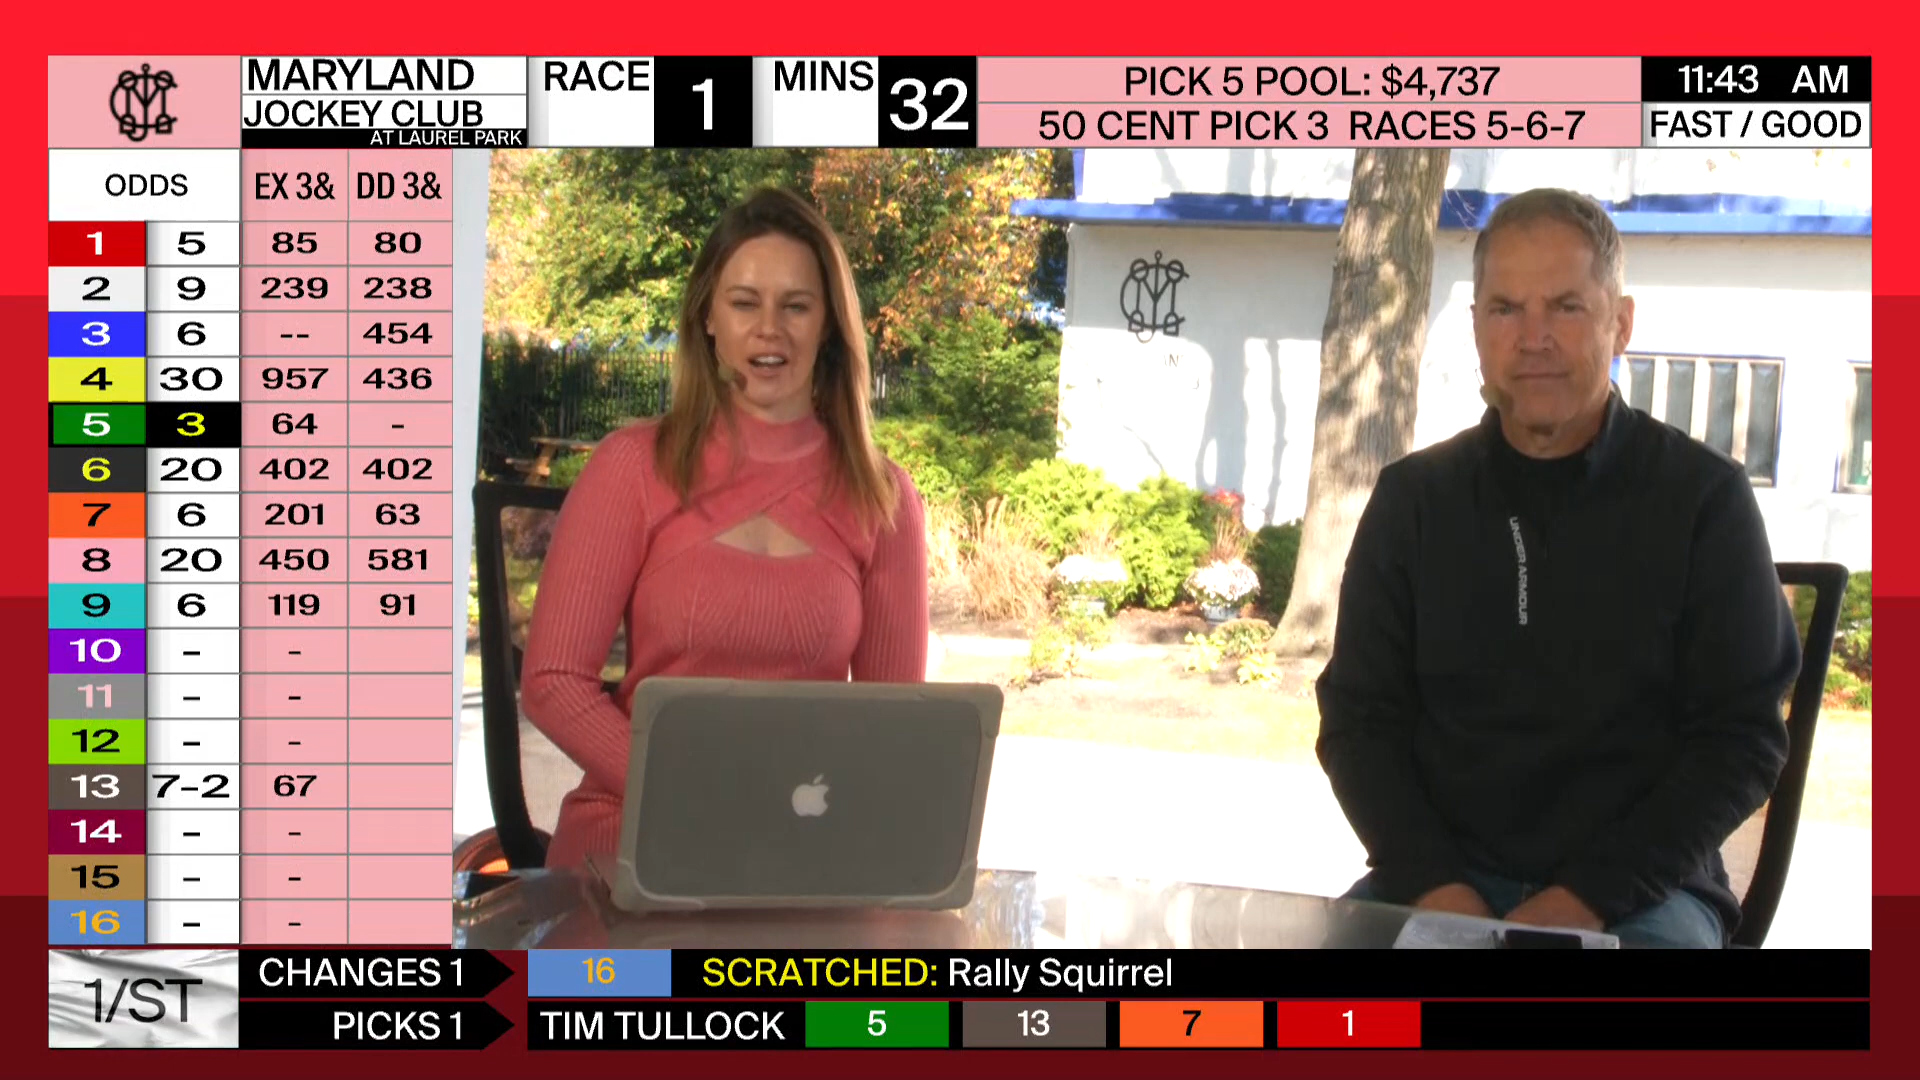 MARYLAND
JOCKEY CLUB
AT LAUREL PARK
RACE 1 MINS 32
PICK 5 POOL: $4,737
50 CENT PICK 3 RACES 5-6-7
11:43 AM
FAST / GOOD
ODDS EX 3& DD 3&
1 5 85 80
2 9 239 238
3 6 -- 454
4 30 957 436
5 3 64 -
6 20 402 402
7 6 201 63
8 20 450 581
9 6 119 91
10 - -
11 - -
12 - -
13 7-2 67
14 - -
15 - -
16 - -
UNDER ARMOUR
1/ST
CHANGES 1 16 SCRATCHED: Rally Squirrel
PICKS 1 TIM TULLOCK 5 13 7 1